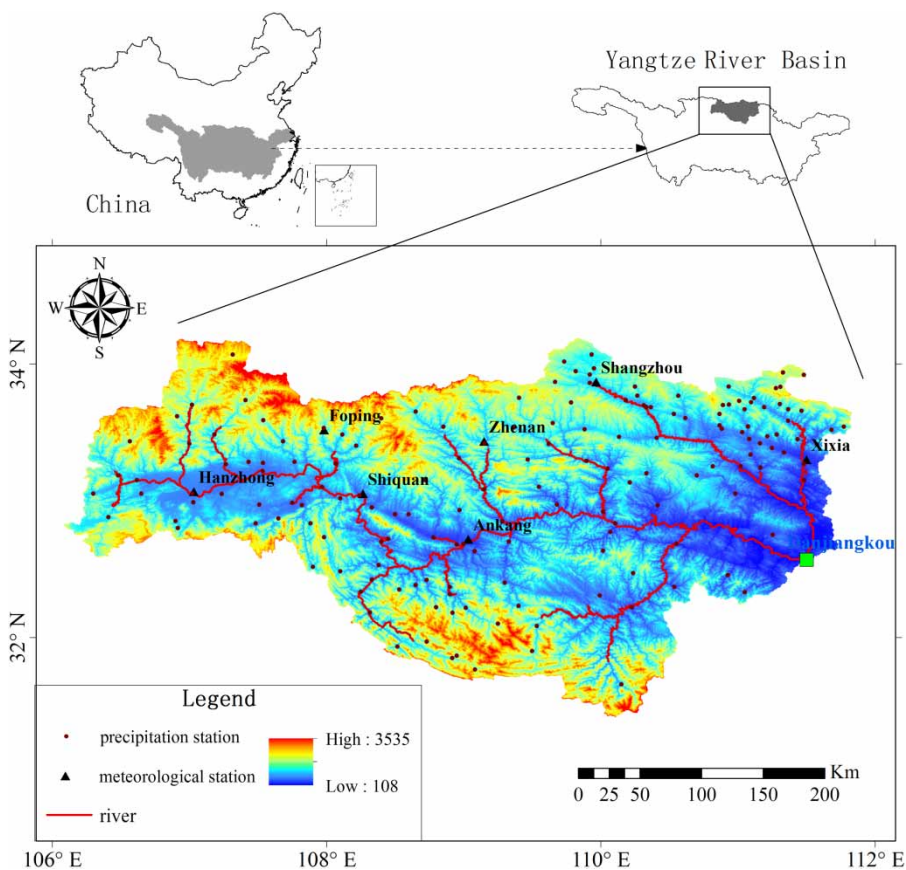 Yangtze River Basin
China
N
W E
S
34° N
32° N
Shangzhou
Foping
Zhenan
Xixia
Hanzhong
Shiquan
Ankang
Legend
precipitation station
meteorological station
river
High : 3535
Low : 108
Km
0 25 50 100 150 200
106° E 108° E 110° E 112° E